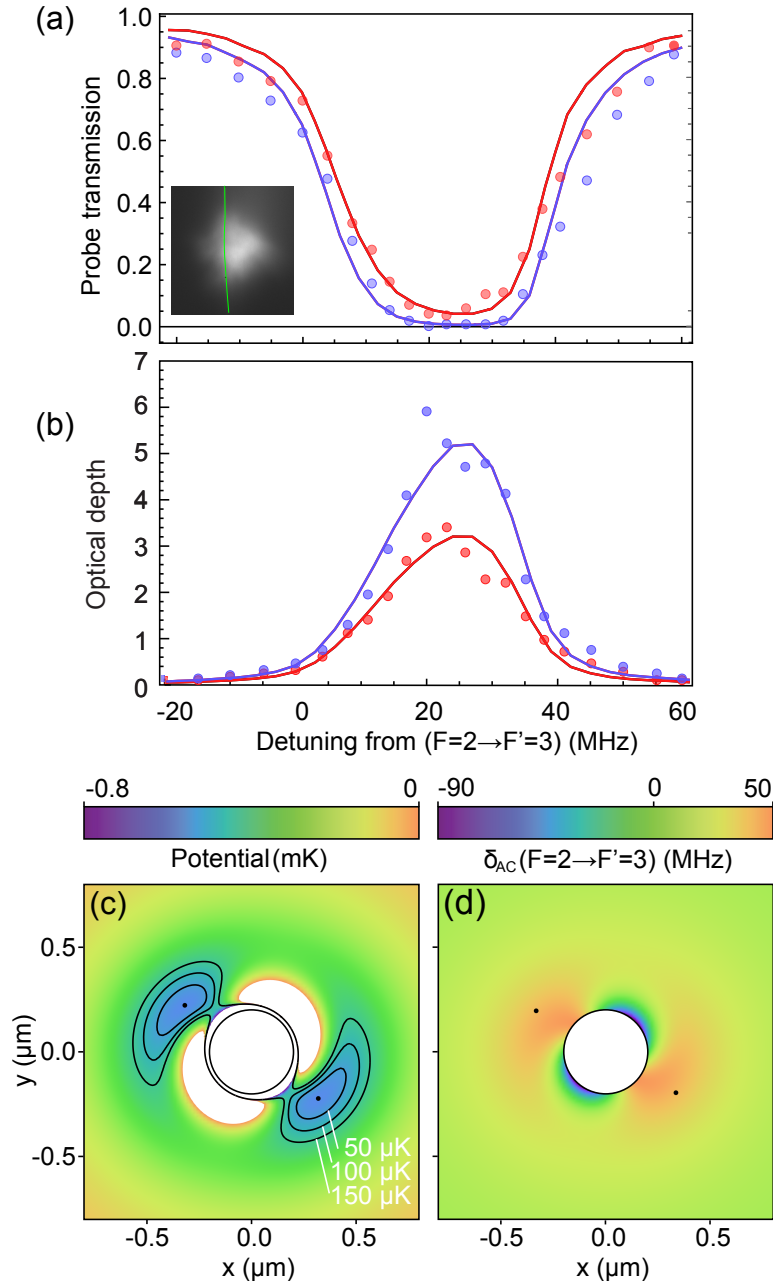 (a)
1.0
0.8
0.6
0.4
0.2
0.0
Probe transmission
(b)
7
6
5
4
3
2
1
0
Optical depth
-20 0 20 40 60
Detuning from (F=2→F'=3) (MHz)
-0.8 0
Potential (mK)
-90 0 50
δAC(F=2→F'=3) (MHz)
(c)
0.5
0.0
-0.5
y (μm)
50 μK
100 μK
150 μK
-0.5 0.0 0.5
x (μm)
(d)
-0.5 0.0 0.5
x (μm)